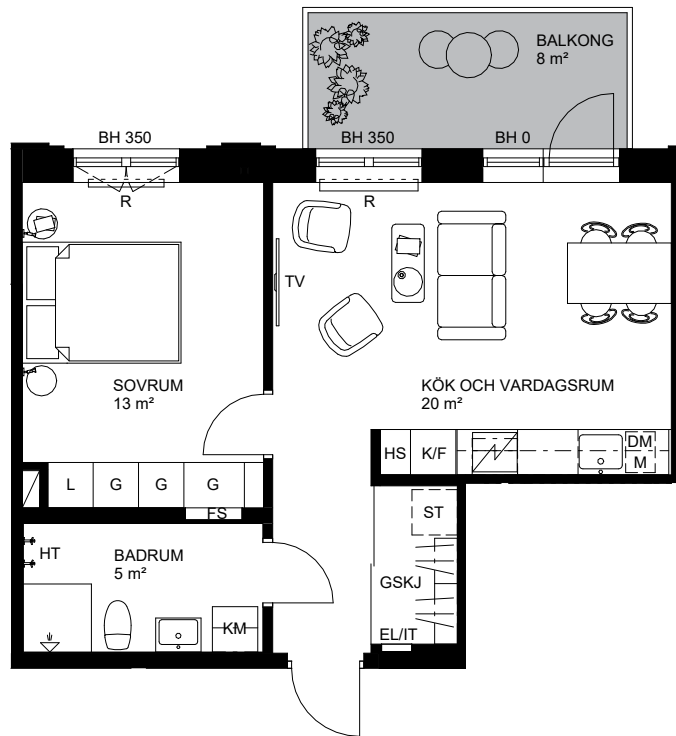 BALKONG
8 m²
BH 350
BH 350
BH 0
R
R
TV
SOVRUM
13 m²
KÖK OCH VARDAGSRUM
20 m²
HS
K/F
DM
M
L
G
G
G
FS
ST
HT
BADRUM
5 m²
GSKJ
KM
EL/IT